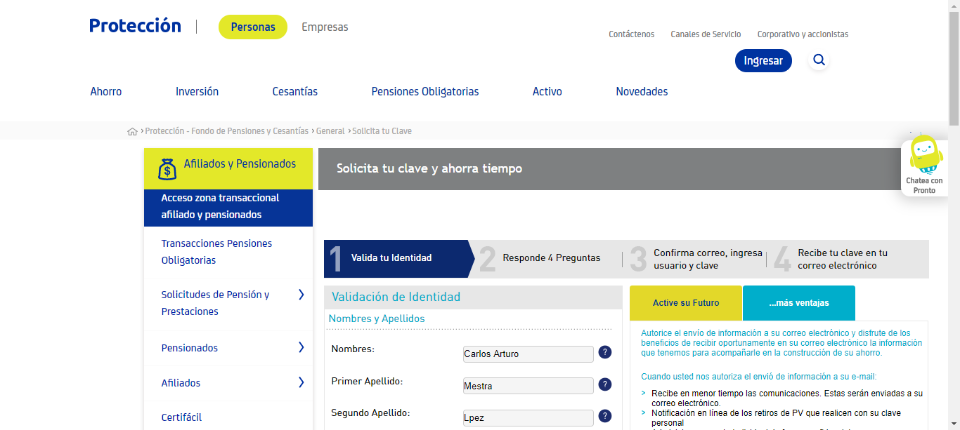 Protección
Personas
Empresas
Contáctenos
Canales de Servicio
Corporativo y accionistas
Ingresar
Ahorro
Inversión
Cesantías
Pensiones Obligatorias
Activo
Novedades
› Protección - Fondo de Pensiones y Cesantías › General › Solicita tu Clave
Chatea con
Pronto
Afiliados y Pensionados
Acceso zona transaccional
afiliado y pensionados
Transacciones Pensiones
Obligatorias
Solicitudes de Pensión y
Prestaciones
Pensionados
Afiliados
Certifácil
Solicita tu clave y ahorra tiempo
1 Valida tu Identidad
2 Responde 4 Preguntas
3 Confirma correo, ingresa
usuario y clave
4 Recibe tu clave en tu
correo electrónico
Validación de Identidad
Nombres y Apellidos
Nombres:
Carlos Arturo
?
Primer Apellido:
Mestra
?
Segundo Apellido:
Lpez
?
Active su Futuro
...más ventajas
Autorice el envío de información a su correo electrónico y disfrute de los
beneficios de recibir oportunamente en su correo electrónico la información
que tenemos para acompañarle en la construcción de su ahorro.
Cuando usted nos autoriza el envió de información a su e-mail:
> Recibe en menor tiempo las comunicaciones. Estas serán enviadas a su
correo electrónico.
> Notificación en línea de los retiros de PV que realicen con su clave
personal